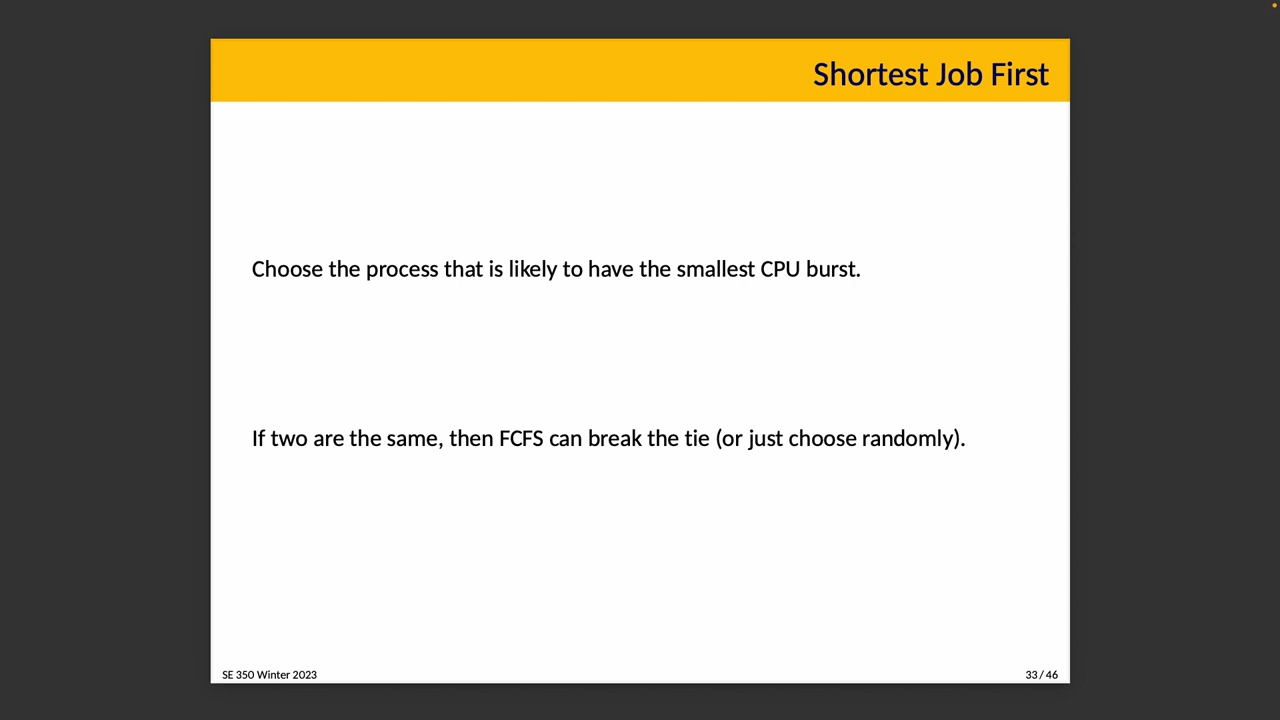 Shortest Job First
Choose the process that is likely to have the smallest CPU burst.
If two are the same, then FCFS can break the tie (or just choose randomly).
SE 350 Winter 2023
33 / 46